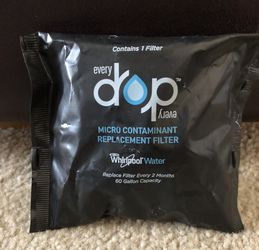 Contains 1 Filter
every
drop™
every
MICRO CONTAMINANT
REPLACEMENT FILTER
Whirlpool Water
Replace Filter Every 2 Months
60 Gallon Capacity